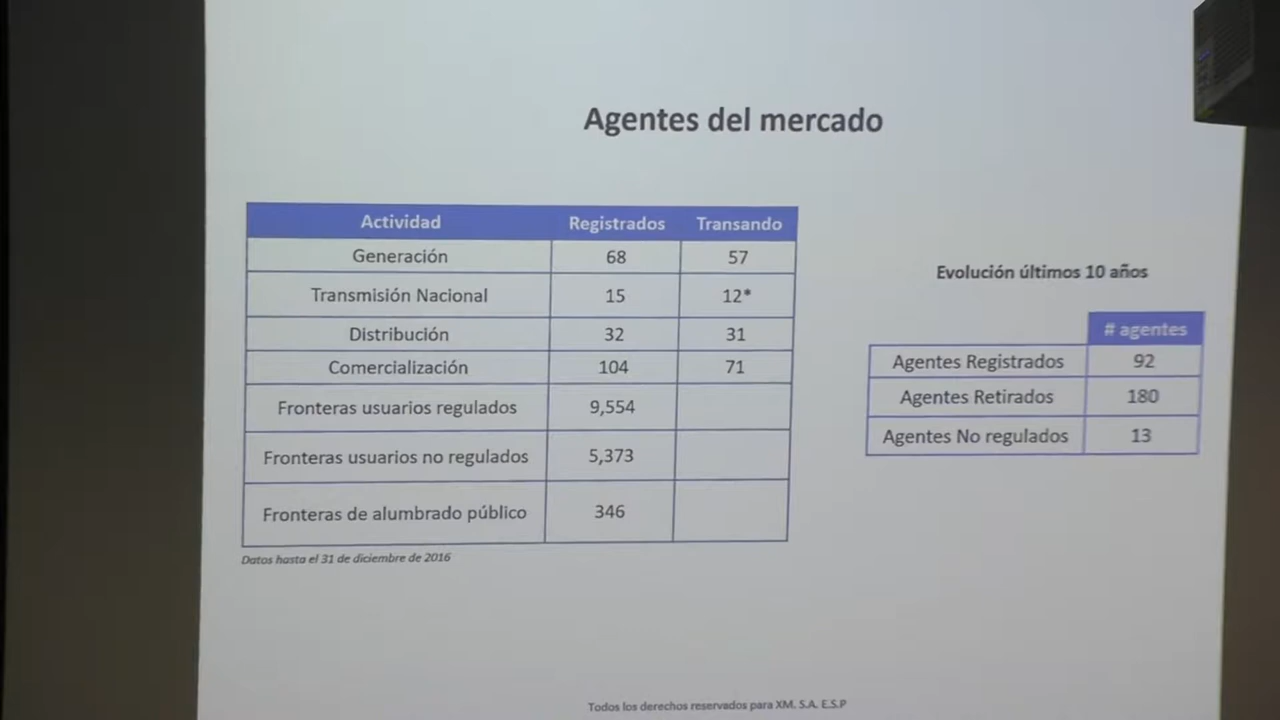 Agentes del mercado
Actividad Registrados Transando
Generación 68 57
Transmisión Nacional 15 12*
Distribución 32 31
Comercialización 104 71
Fronteras usuarios regulados 9,554
Fronteras usuarios no regulados 5,373
Fronteras de alumbrado público 346
Datos hasta el 31 de diciembre de 2016
Evolución últimos 10 años
# agentes
Agentes Registrados 92
Agentes Retirados 180
Agentes No regulados 13
Todos los derechos reservados para XM. S.A. E.S.P